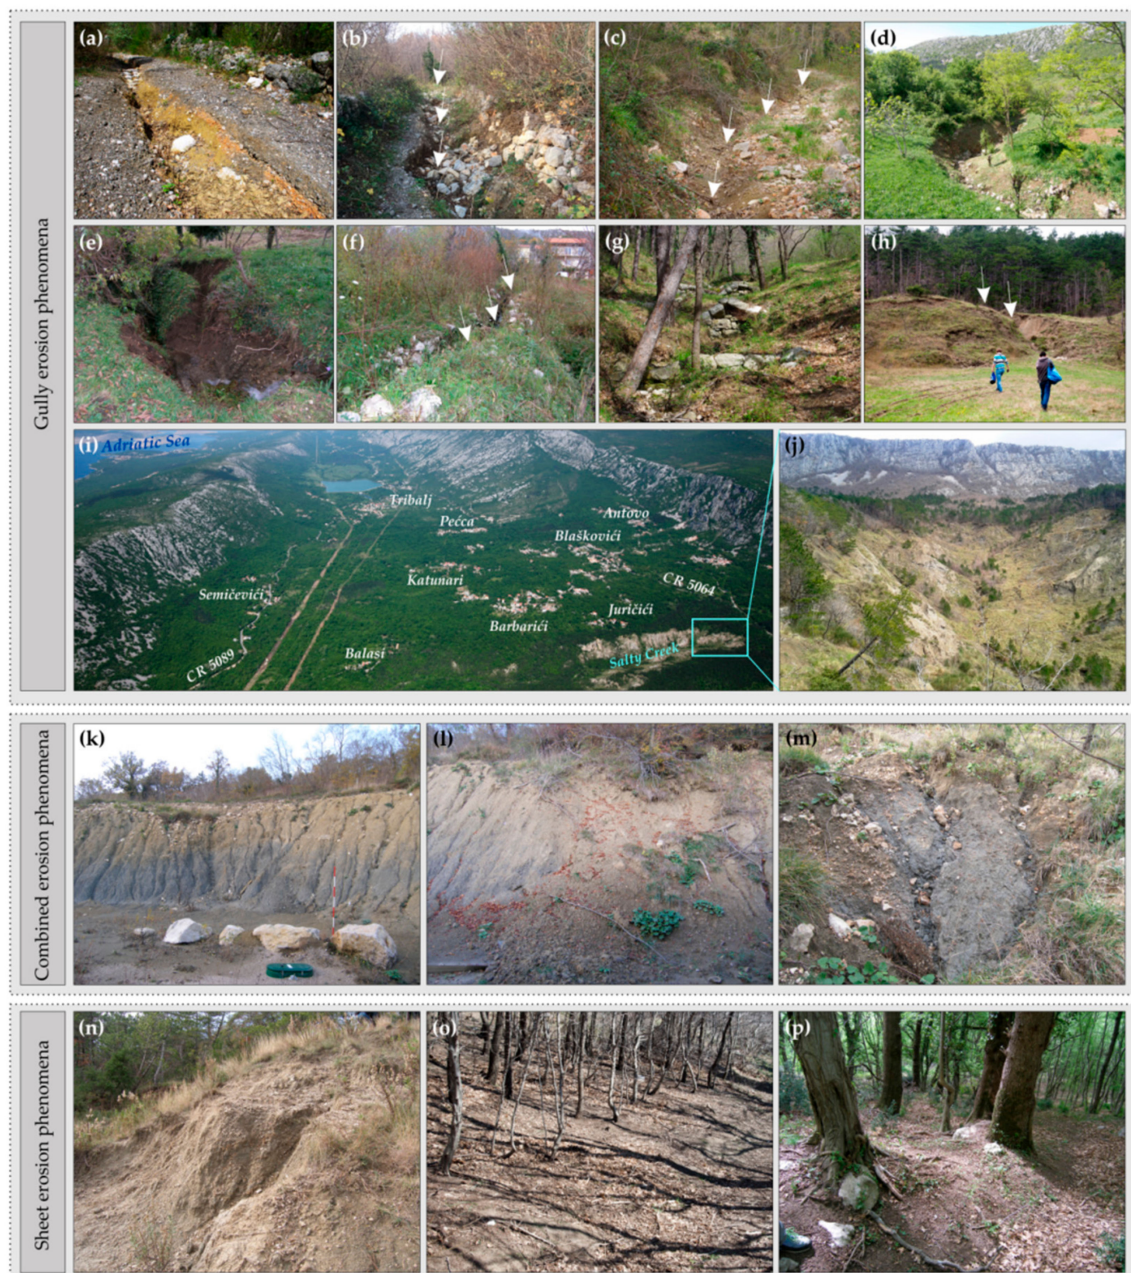 Gully erosion phenomena
(a)
(b)
(c)
(d)
(e)
(f)
(g)
(h)
(i)
Adriatic Sea
Tribalj
Pećca
Antovo
Blaškovići
Katunari
CR 5064
Semičevići
Juričići
Barbarići
Salty Creek
Balasi
CR 5089
(j)
Combined erosion phenomena
(k)
(l)
(m)
Sheet erosion phenomena
(n)
(o)
(p)